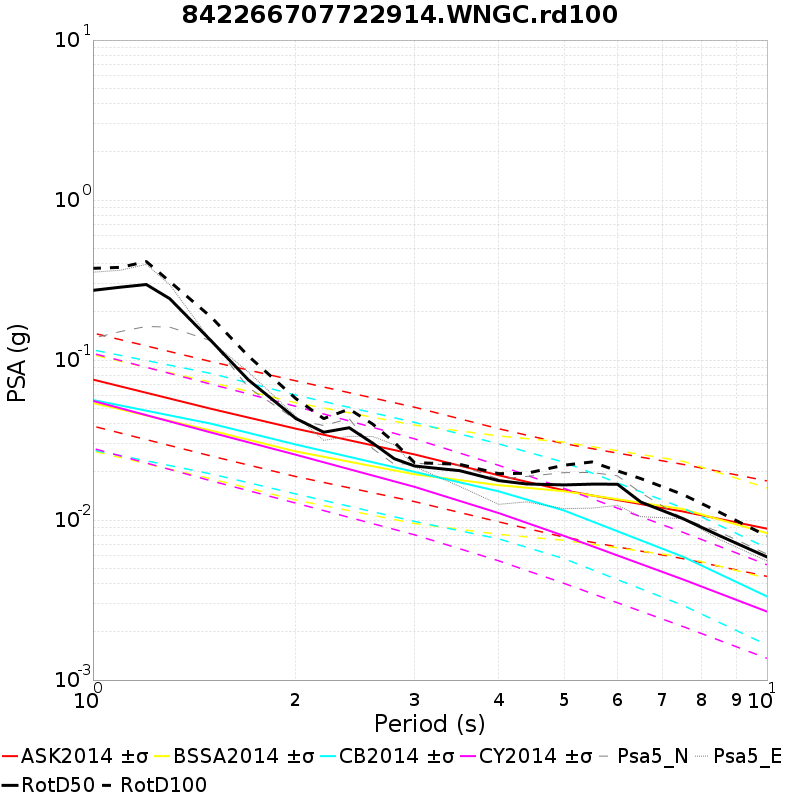 842266707722914.WNGC.rd100
10^1
10^0
10^-1
10^-2
10^-3
PSA (g)
10^0 2 3 4 5 6 7 8 9 10^1
Period (s)
ASK2014 ±σ BSSA2014 ±σ CB2014 ±σ CY2014 ±σ Psa5_N Psa5_E
RotD50 RotD100